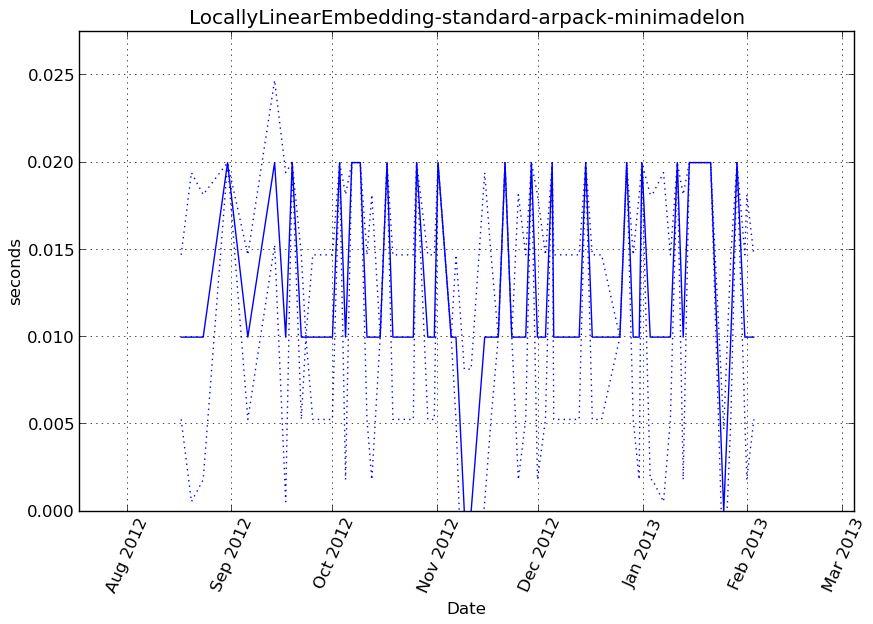 LocallyLinearEmbedding-standard-arpack-minimadelon
0.025
0.020
0.015
0.010
0.005
0.000
seconds
Aug 2012
Sep 2012
Oct 2012
Nov 2012
Dec 2012
Jan 2013
Feb 2013
Mar 2013
Date